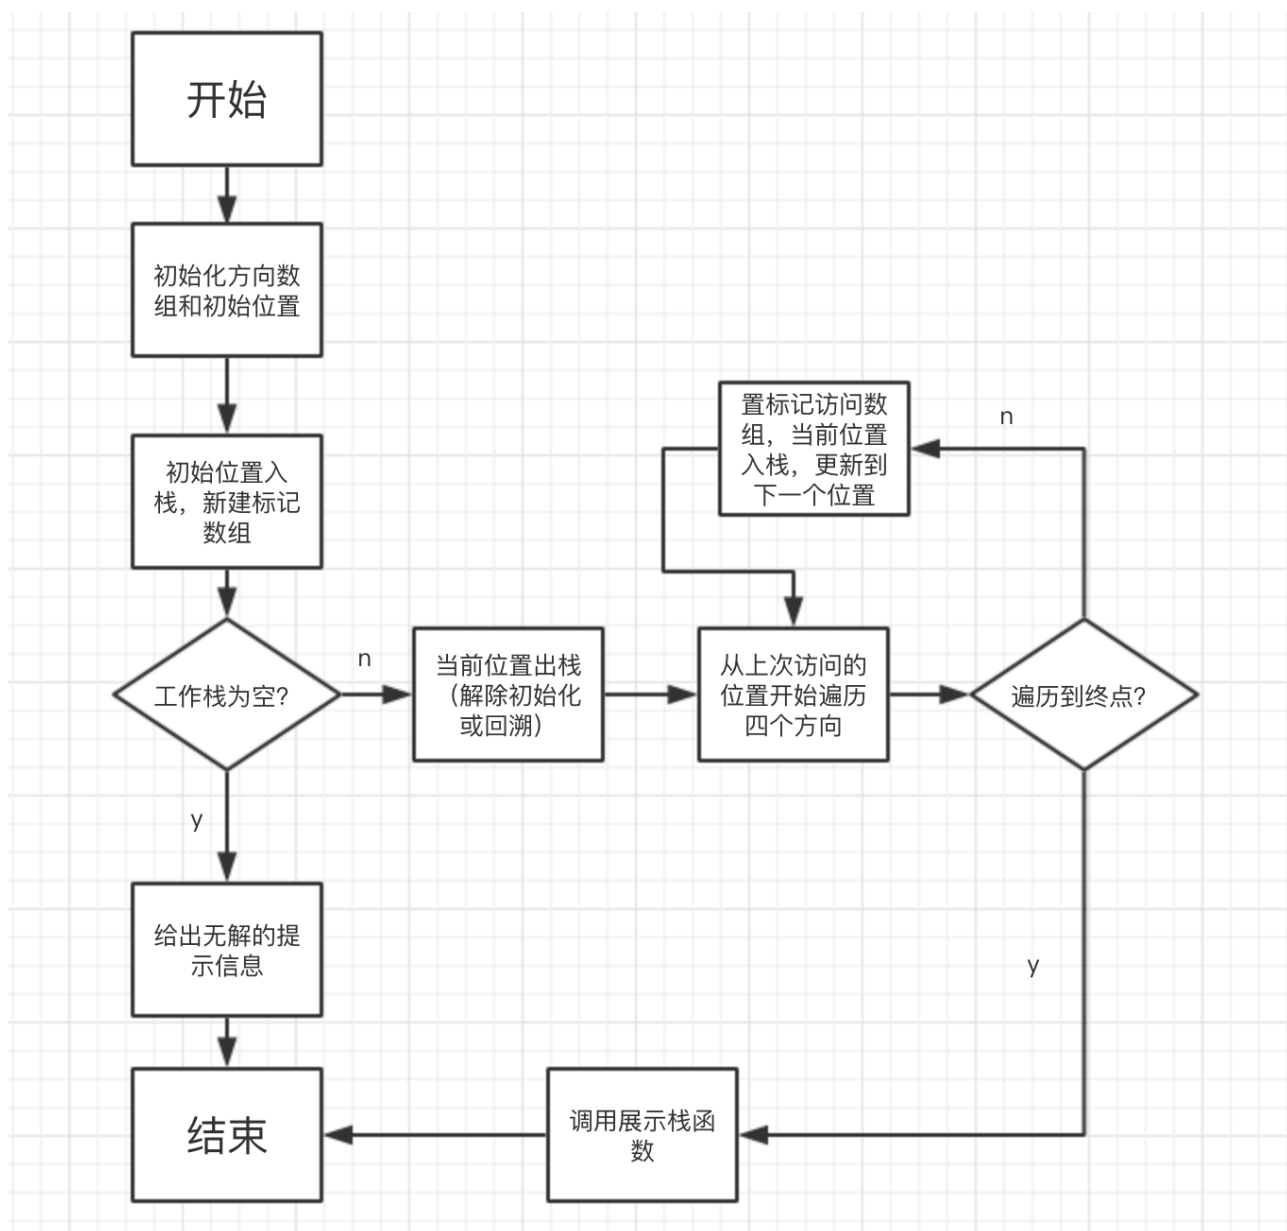 开始
初始化方向数
组和初始位置
初始位置入
栈，新建标记
数组
工作栈为空?
n
当前位置出栈
（解除初始化
或回溯）
从上次访问的
位置开始遍历
四个方向
遍历到终点?
n
置标记访问数
组，当前位置
入栈，更新到
下一个位置
y
给出无解的提
示信息
y
调用展示栈函
数
结束